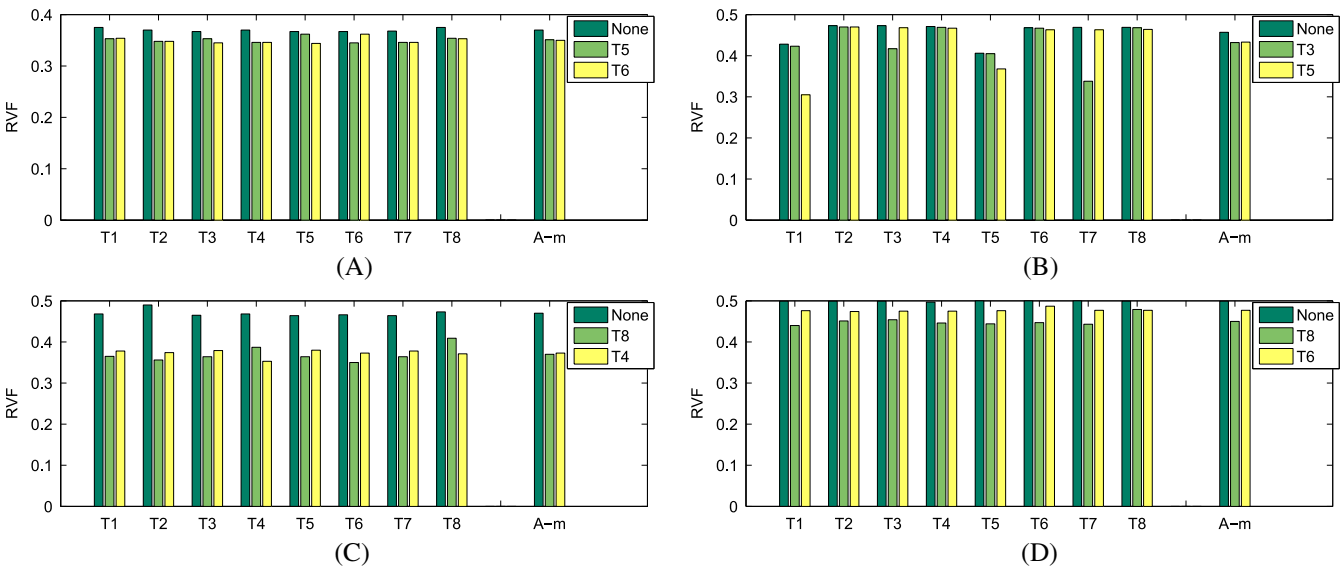 0.4
0.3
0.2
0.1
0
RVF
T1 T2 T3 T4 T5 T6 T7 T8 A-m
None
T5
T6
(A)
0.5
0.4
0.3
0.2
0.1
0
RVF
T1 T2 T3 T4 T5 T6 T7 T8 A-m
None
T3
T5
(B)
0.5
0.4
0.3
0.2
0.1
0
RVF
T1 T2 T3 T4 T5 T6 T7 T8 A-m
None
T8
T4
(C)
0.5
0.4
0.3
0.2
0.1
0
RVF
T1 T2 T3 T4 T5 T6 T7 T8 A-m
None
T8
T6
(D)